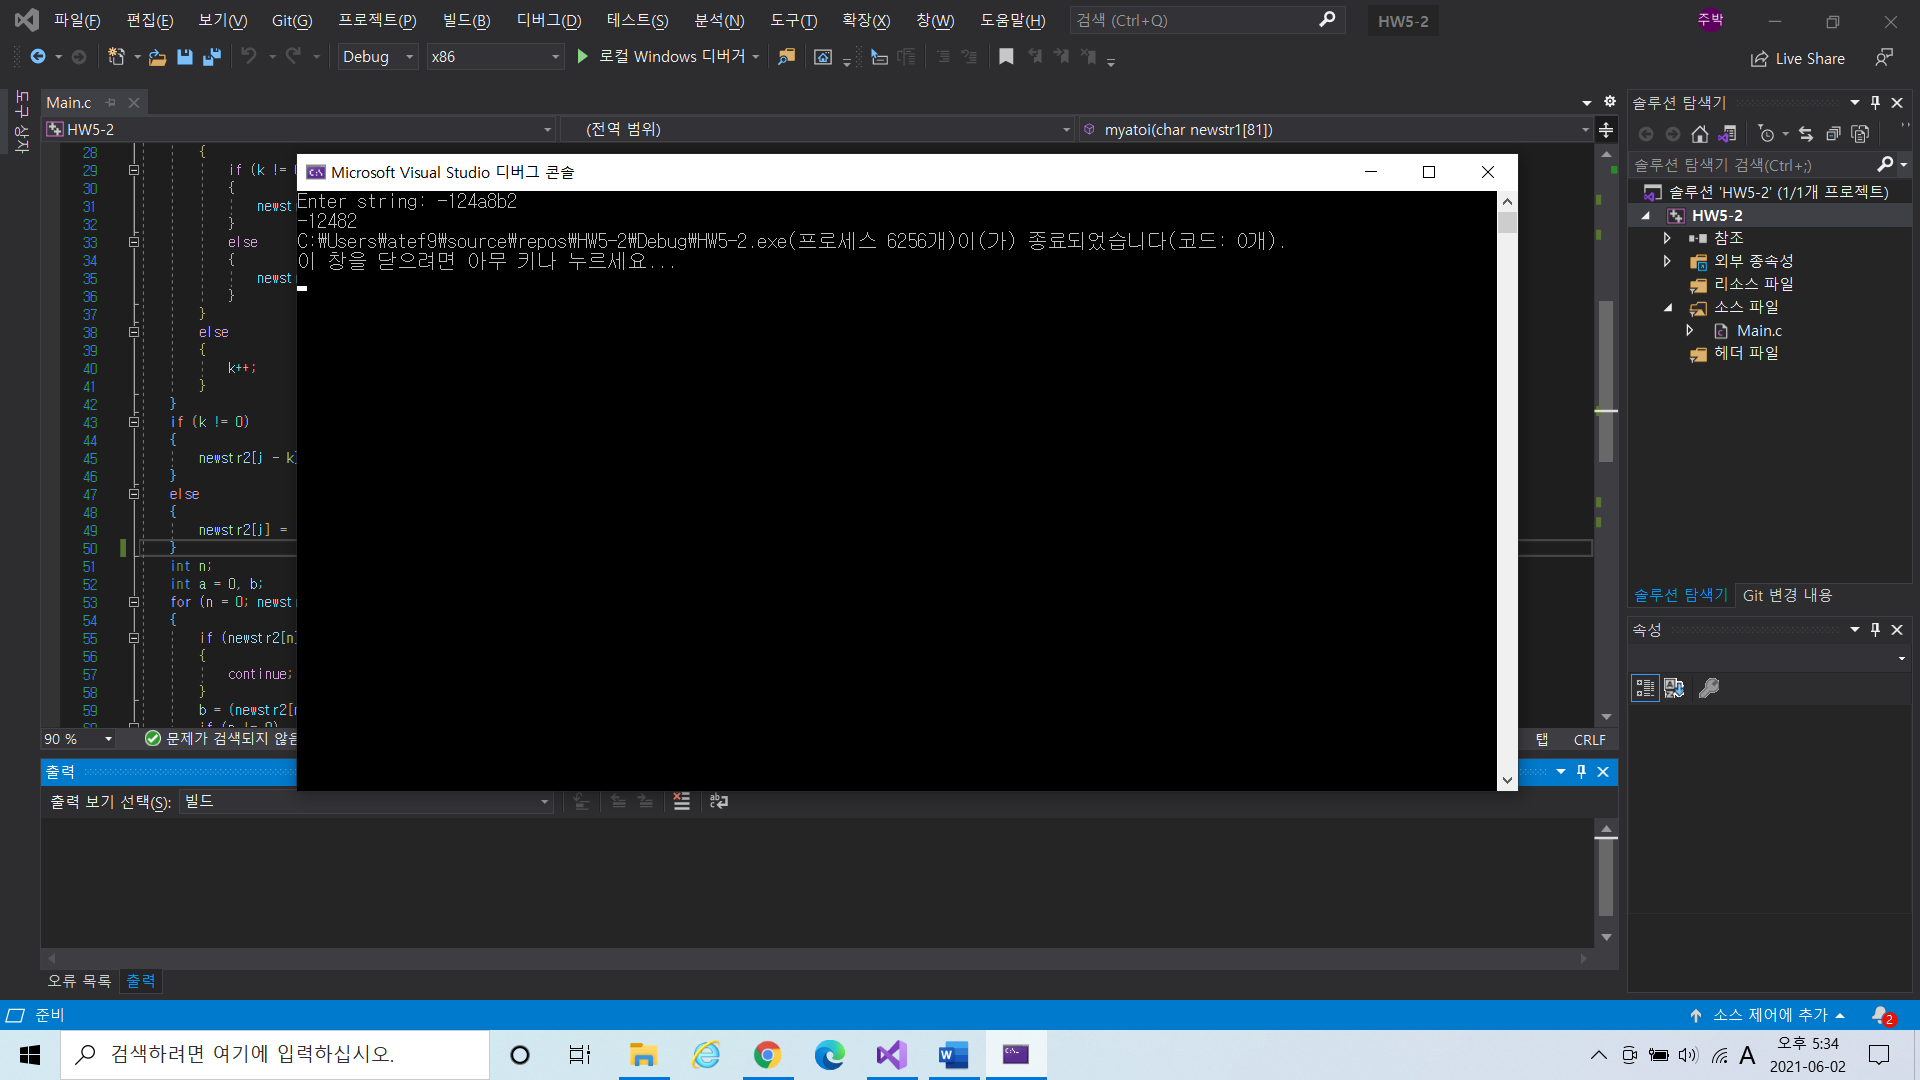 파일(F) 편집(E) 보기(V) Git(G) 프로젝트(P) 빌드(B) 디버그(D) 테스트(S) 분석(N) 도구(T) 확장(X) 창(W) 도움말(H) 검색 (Ctrl+Q) HW5-2 주박
Debug x86 로컬 Windows 디버거 Live Share
도구 상자
Main.c
HW5-2 (전역 범위) myatoi(char newstr1[81])
28 {
29 if (k !=
30 {
31 newst
32 }
33 else
34 {
35 newst
36 }
37 }
38 else
39 {
40 k++;
41 }
42 }
43 if (k != 0)
44 {
45 newstr2[j - k]
46 }
47 else
48 {
49 newstr2[j] =
50 }
51 int n;
52 int a = 0, b;
53 for (n = 0; newst
54 {
55 if (newstr2[n]
56 {
57 continue;
58 }
59 b = (newstr2[
Microsoft Visual Studio 디버그 콘솔
Enter string: -124a8b2
-12482
C:\Users\atef9\source\repos\HW5-2\Debug\HW5-2.exe(프로세스 6256개)이(가) 종료되었습니다(코드: 0개).
이 창을 닫으려면 아무 키나 누르세요...
90 % 문제가 검색되지 않음 탭 CRLF
출력
출력 보기 선택(S): 빌드
오류 목록 출력
솔루션 탐색기
솔루션 탐색기 검색(Ctrl+;)
솔루션 'HW5-2' (1/1개 프로젝트)
HW5-2
참조
외부 종속성
리소스 파일
소스 파일
Main.c
헤더 파일
솔루션 탐색기 Git 변경 내용
속성
준비 소스 제어에 추가 2
검색하려면 여기에 입력하십시오. A 오후 5:34
2021-06-02